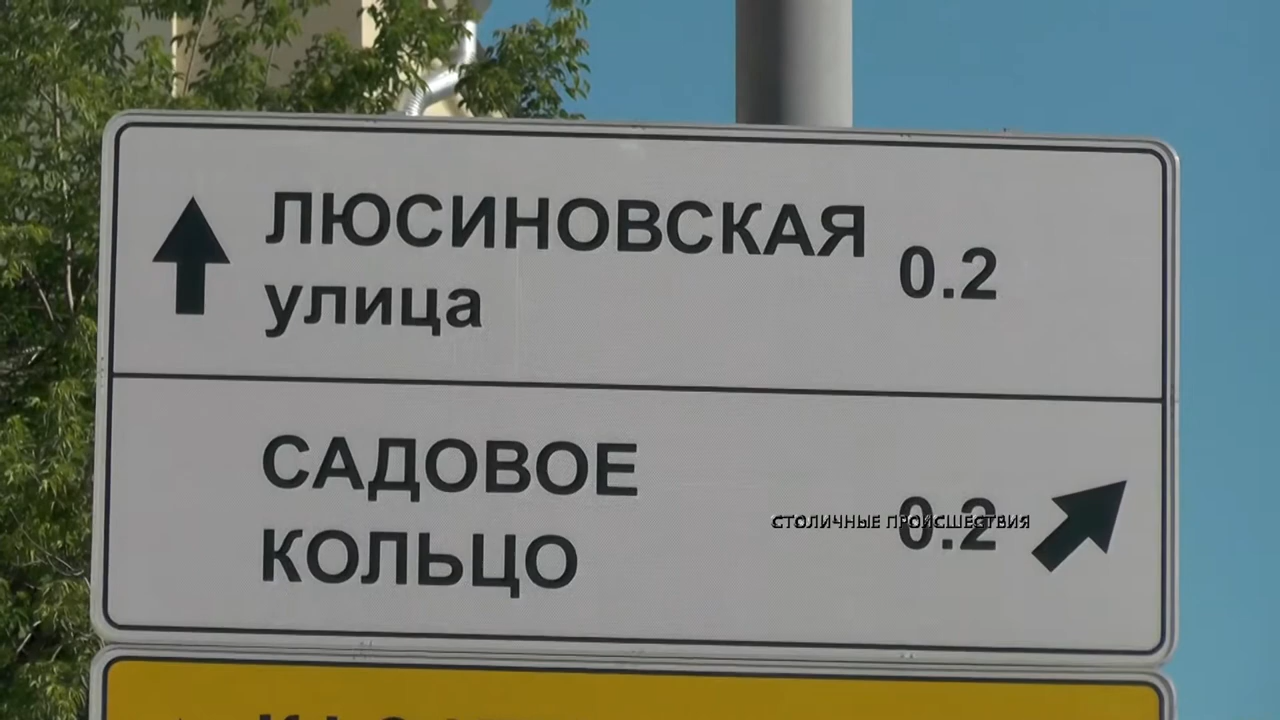 ЛЮСИНОВСКАЯ
улица
0.2
САДОВОЕ
КОЛЬЦО
0.2
СТОЛИЧНЫЕ ПРОИСШЕСТВИЯ